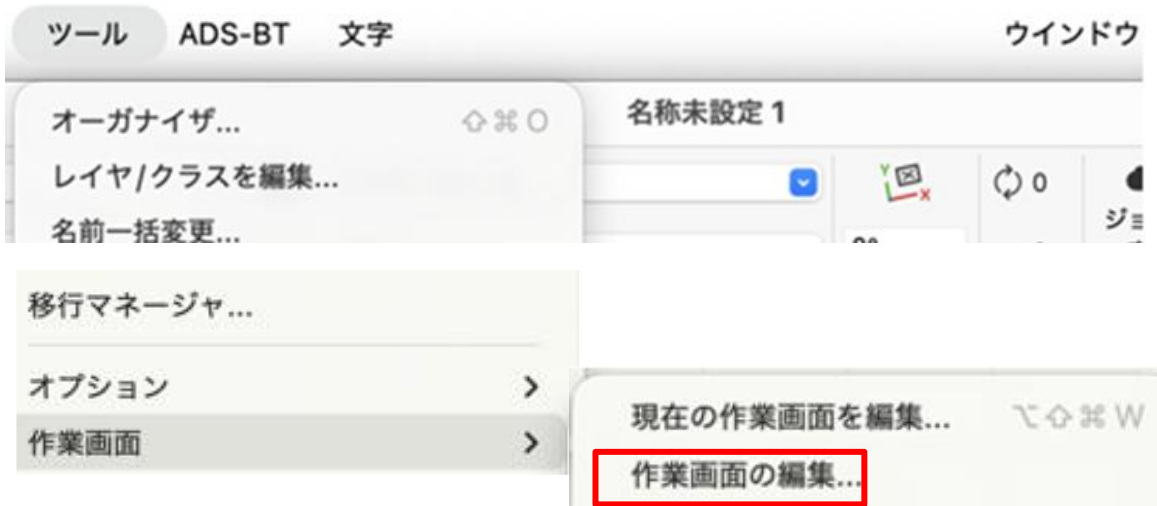 ツール ADS-BT 文字 ウインドウ
オーガナイザ... ⇧⌘O 名称未設定 1
レイヤ/クラスを編集... 0
名前一括変更...
移行マネージャ...
オプション
作業画面
現在の作業画面を編集... ⌥⇧⌘W
作業画面の編集...